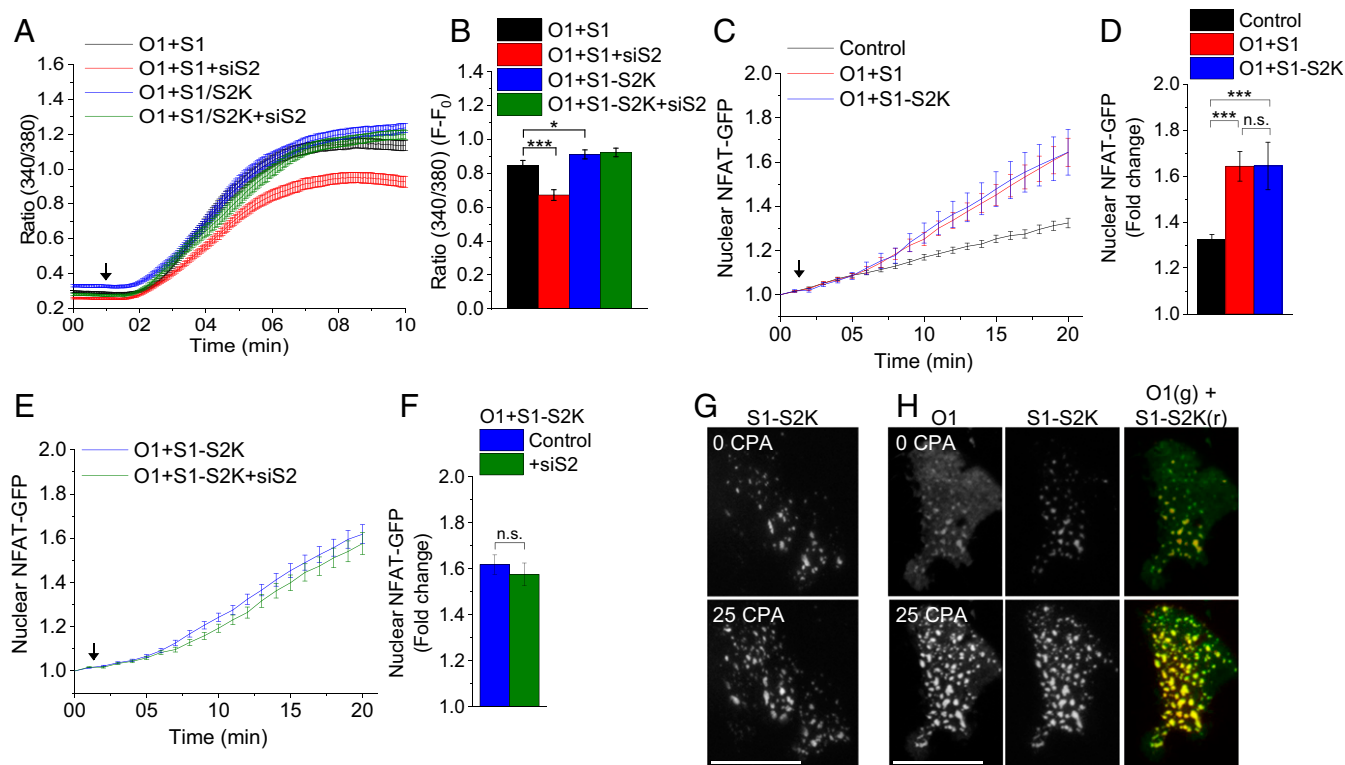 A
O1+S1
O1+S1+siS2
O1+S1/S2K
O1+S1/S2K+siS2
Ratio (340/380)
1.6
1.4
1.2
1.0
0.8
0.6
0.4
0.2
00 02 04 06 08 10
Time (min)
B
O1+S1
O1+S1+siS2
O1+S1-S2K
O1+S1-S2K+siS2
Ratio (340/380) (F-F0)
1.4
1.2
1.0
0.8
0.6
0.4
0.2
0.0
*
***
C
Control
O1+S1
O1+S1-S2K
Nuclear NFAT-GFP
2.0
1.8
1.6
1.4
1.2
1.0
00 05 10 15 20
Time (min)
D
Control
O1+S1
O1+S1-S2K
Nuclear NFAT-GFP
(Fold change)
2.0
1.8
1.6
1.4
1.2
1.0
***
*** n.s.
E
O1+S1-S2K
O1+S1-S2K+siS2
Nuclear NFAT-GFP
2.0
1.8
1.6
1.4
1.2
1.0
00 05 10 15 20
Time (min)
F
O1+S1-S2K
Control
+siS2
Nuclear NFAT-GFP
(Fold change)
2.0
1.8
1.6
1.4
1.2
1.0
n.s.
G
S1-S2K
0 CPA
25 CPA
H
O1
S1-S2K
O1(g) +
S1-S2K(r)
0 CPA
25 CPA